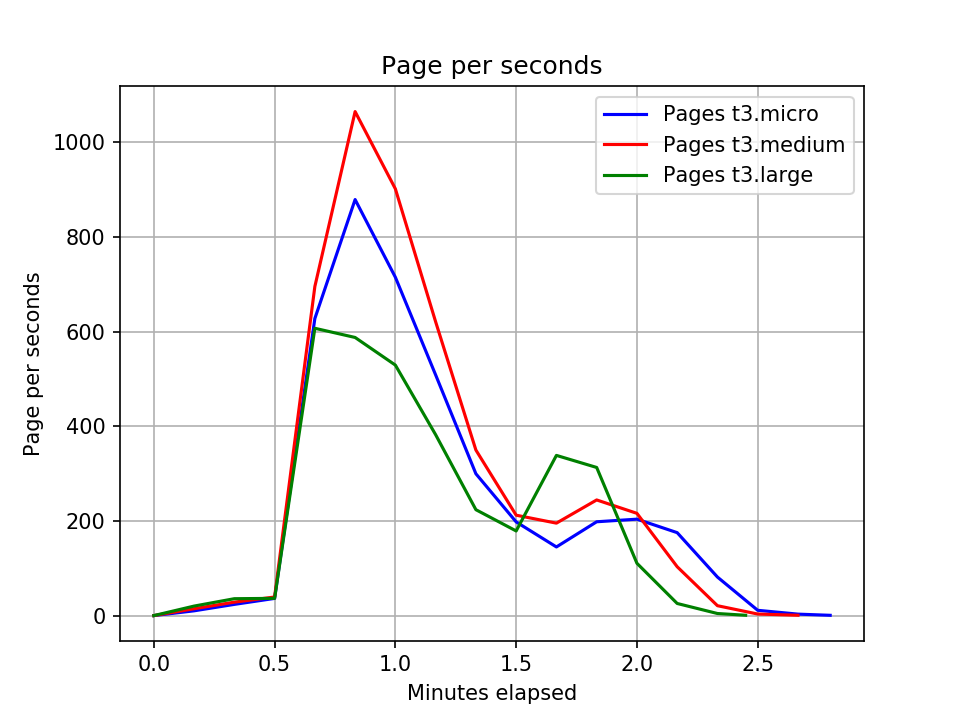 Page per seconds
Pages t3.micro
Pages t3.medium
Pages t3.large
Page per seconds
1000
800
600
400
200
0
0.0 0.5 1.0 1.5 2.0 2.5
Minutes elapsed